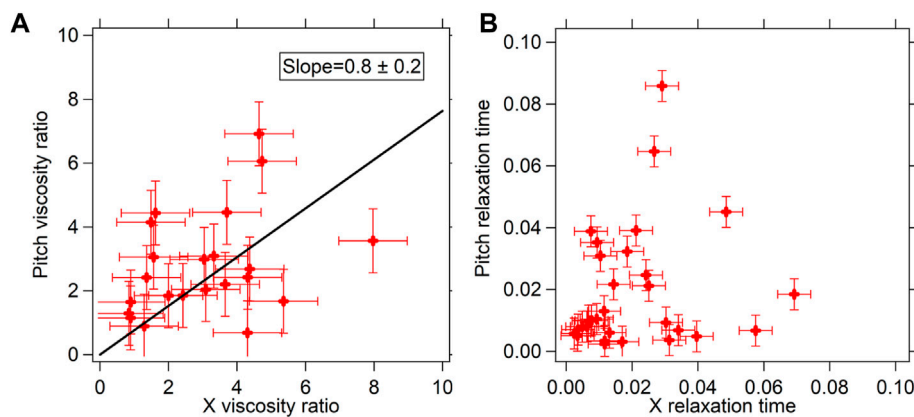 A
10
8
6
4
2
0
Pitch viscosity ratio
Slope=0.8 ± 0.2
0 2 4 6 8 10
X viscosity ratio
B
0.10
0.08
0.06
0.04
0.02
0.00
Pitch relaxation time
0.00 0.02 0.04 0.06 0.08 0.10
X relaxation time